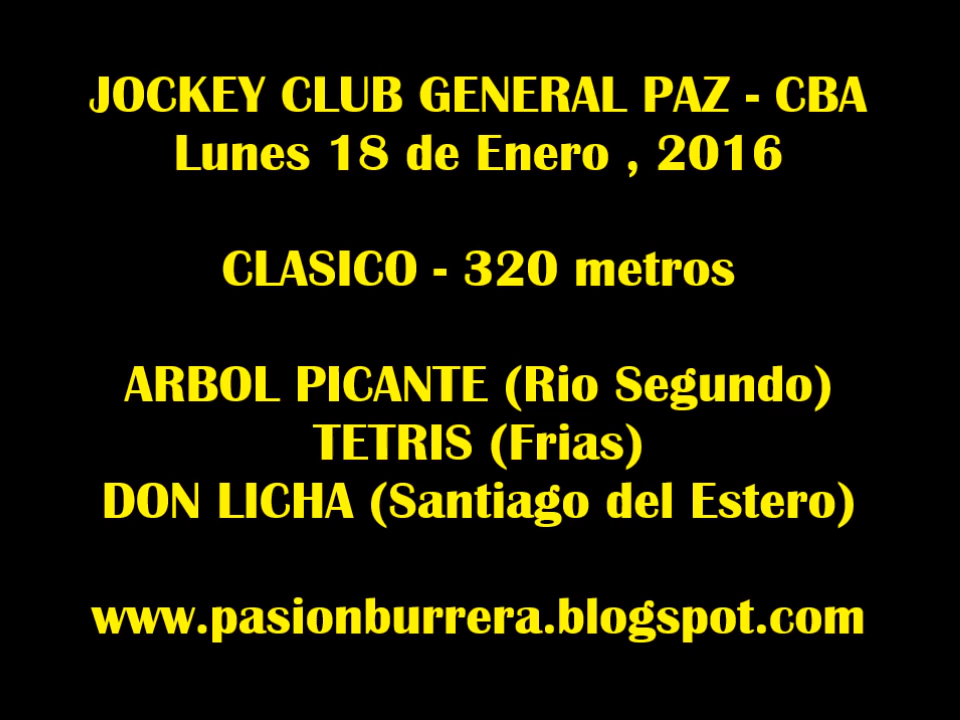 JOCKEY CLUB GENERAL PAZ - CBA
Lunes 18 de Enero , 2016
CLASICO - 320 metros
ARBOL PICANTE (Rio Segundo)
TETRIS (Frias)
DON LICHA (Santiago del Estero)
www.pasionburrera.blogspot.com